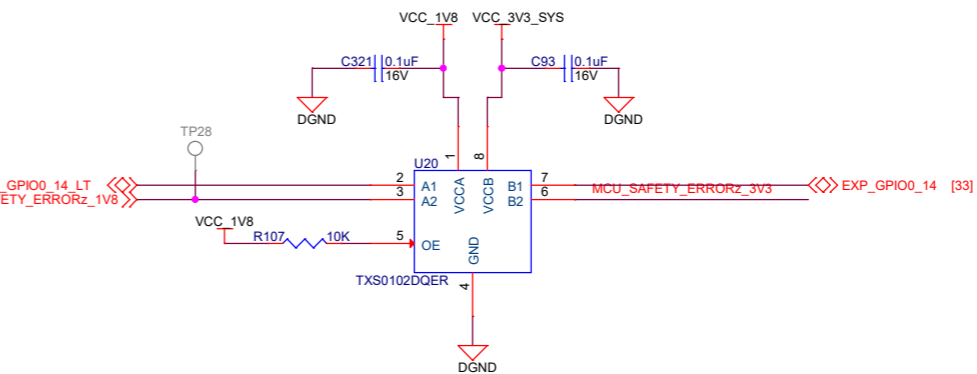 VCC_1V8 VCC_3V3_SYS
C321 0.1uF C93 0.1uF
16V 16V
DGND DGND
TP28
U20
1 8
_GPIO0_14_LT 2 A1 VCCA VCCB B1 7 EXP_GPIO0_14 [33]
ETY_ERRORz_1V8 3 A2 B2 6 MCU_SAFETY_ERRORz_3V3
VCC_1V8
R107 10K 5 OE GND
TXS0102DQER
4
DGND